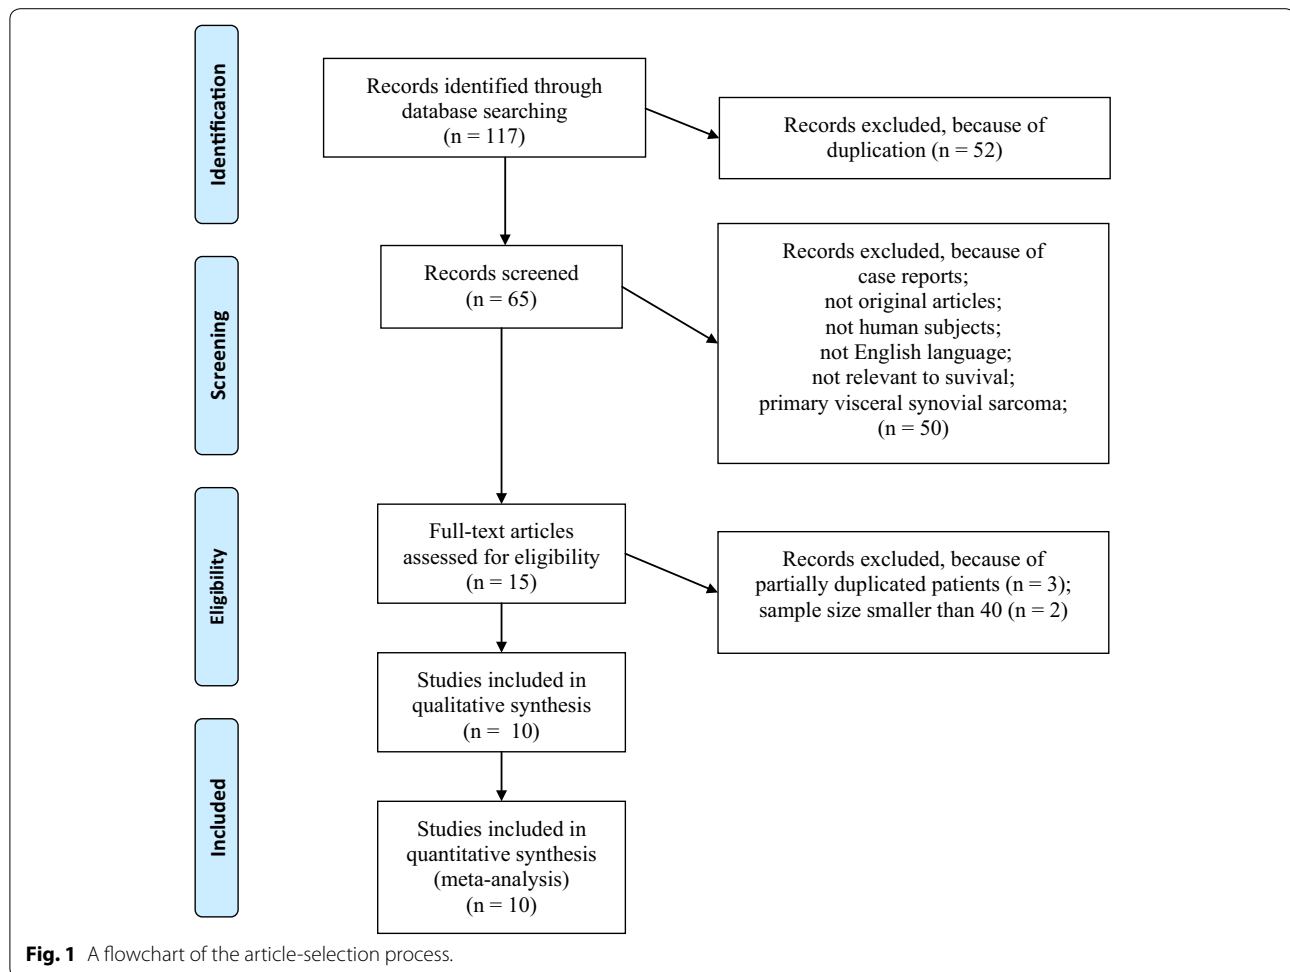 Identification
Records identified through
database searching
(n = 117)
Records excluded, because of
duplication (n = 52)
Screening
Records screened
(n = 65)
Records excluded, because of
case reports;
not original articles;
not human subjects;
not English language;
not relevant to suvival;
primary visceral synovial sarcoma;
(n = 50)
Eligibility
Full-text articles
assessed for eligibility
(n = 15)
Records excluded, because of
partially duplicated patients (n = 3);
sample size smaller than 40 (n = 2)
Studies included in
qualitative synthesis
(n =  10)
Included
Studies included in
quantitative synthesis
(meta-analysis)
(n = 10)
Fig. 1 A flowchart of the article-selection process.